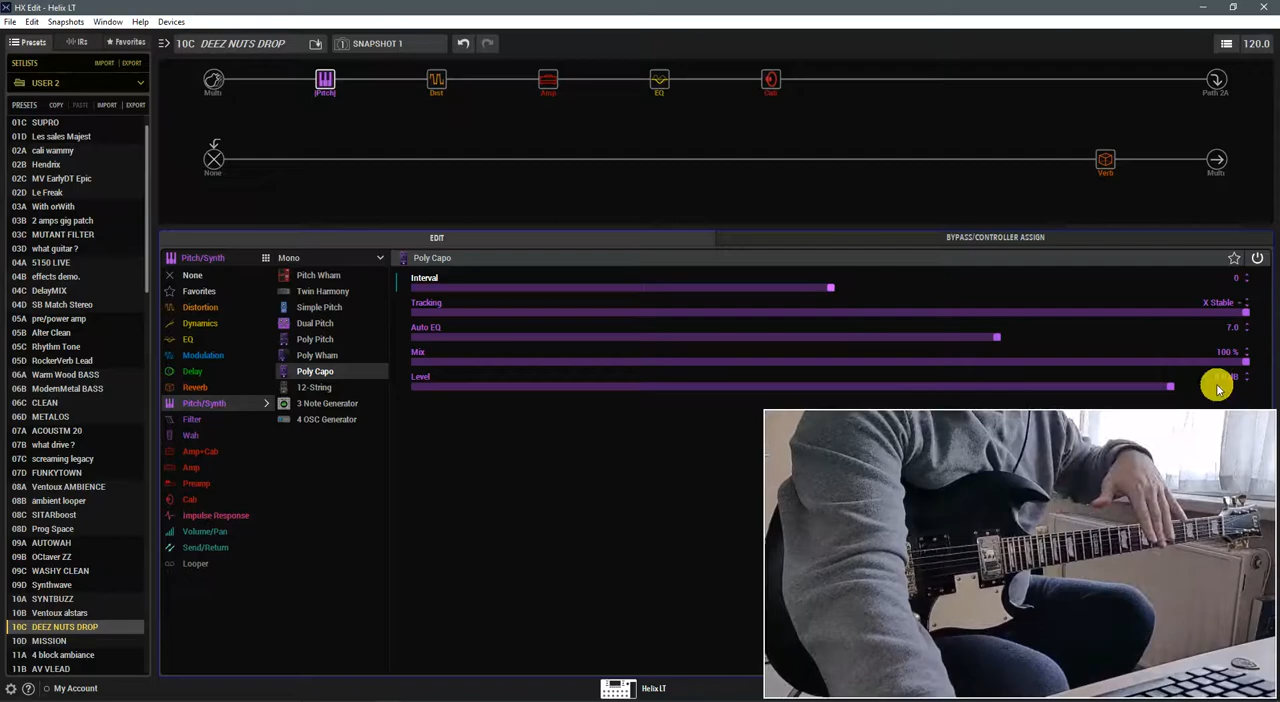 HX Edit - Helix LT
File Edit Snapshots Window Help Devices
Presets IRs Favorites
10C DEEZ NUTS DROP
1 SNAPSHOT 1
120.0
SETLISTS IMPORT EXPORT
USER 2
PRESETS COPY PASTE IMPORT EXPORT
01C SUPRO
01D Les sales Majest
02A cali wammy
02B Hendrix
02C MV EarlyDT Epic
02D Le Freak
03A With orWith
03B 2 amps gig patch
03C MUTANT FILTER
03D what guitar ?
04A 5150 LIVE
04B effects demo.
04C DelayMIX
04D SB Match Stereo
05A pre/power amp
05B Alter Clean
05C Rhythm Tone
05D RockerVerb Lead
06A Warm Wood BASS
06B ModernMetal BASS
06C CLEAN
06D METALOS
07A ACOUSTM 20
07B what drive ?
07C screaming legacy
07D FUNKYTOWN
08A Ventoux AMBIENCE
08B ambient looper
08C SITARboost
08D Prog Space
09A AUTOWAH
09B OCtaver ZZ
09C WASHY CLEAN
09D Synthwave
10A SYNTBUZZ
10B Ventoux alstars
10C DEEZ NUTS DROP
10D MISSION
11A 4 block ambience
11B AV VLEAD
My Account
Multi
|Pitch|
Dist
Amp
EQ
Cab
Path 2A
None
Verb
Multi
EDIT
BYPASS/CONTROLLER ASSIGN
Pitch/Synth
Mono
None
Favorites
Distortion
Dynamics
EQ
Modulation
Delay
Reverb
Pitch/Synth
Filter
Wah
Amp+Cab
Amp
Preamp
Cab
Impulse Response
Volume/Pan
Send/Return
Looper
Pitch Wham
Twin Harmony
Simple Pitch
Dual Pitch
Poly Pitch
Poly Wham
Poly Capo
12-String
3 Note Generator
4 OSC Generator
Poly Capo
Interval 0
Tracking X Stable
Auto EQ 7.0
Mix 100 %
Level
Helix LT